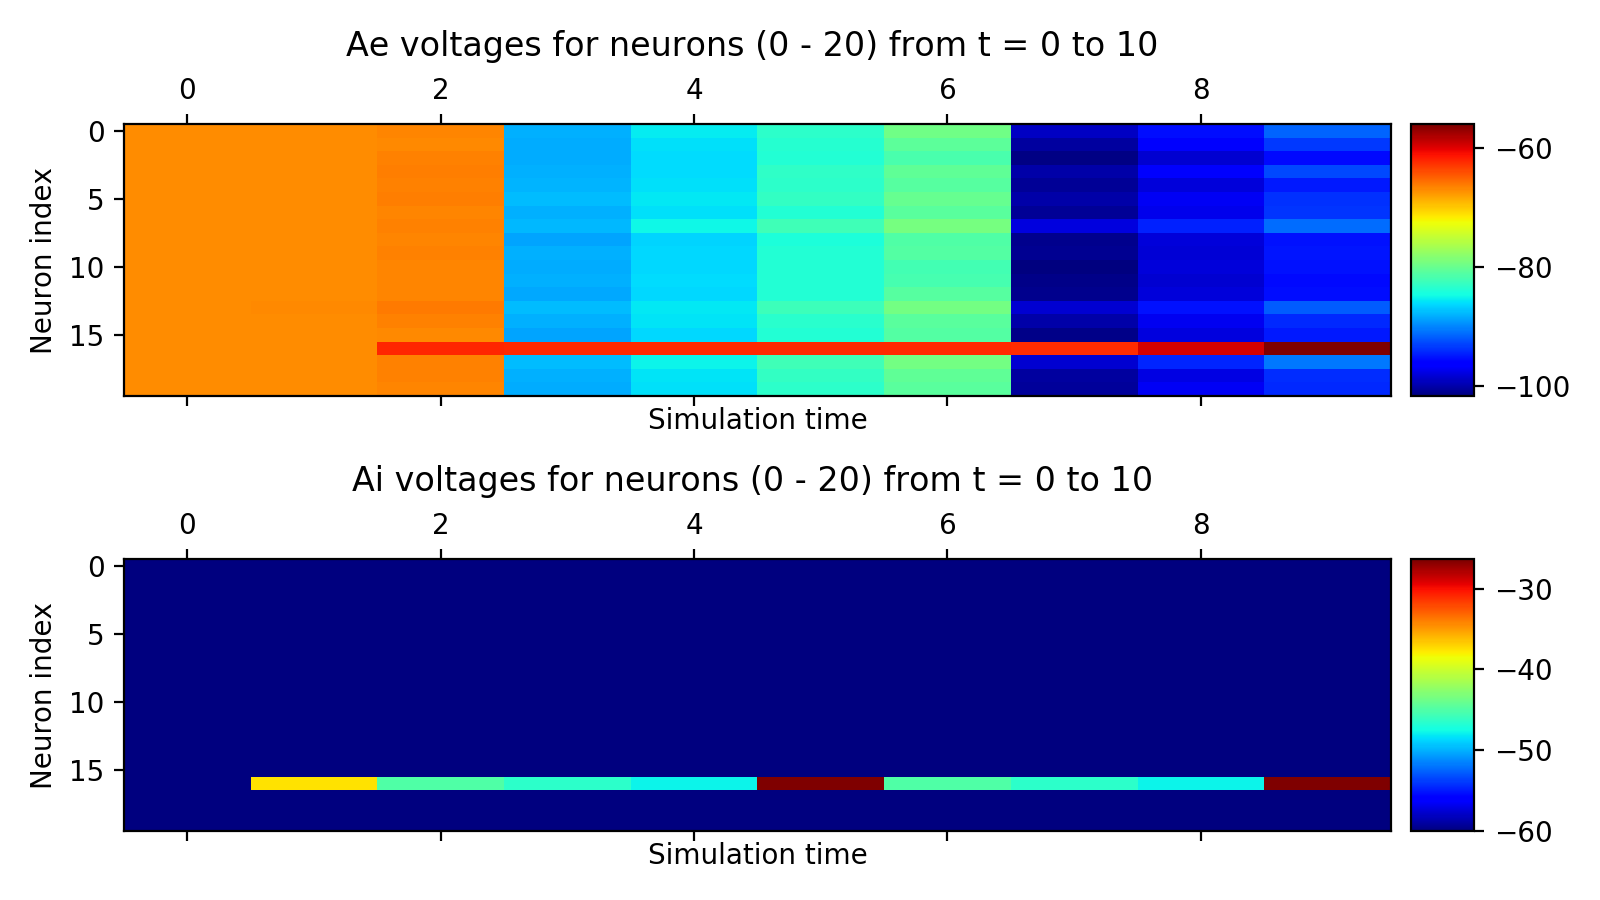 Ae voltages for neurons (0 - 20) from t = 0 to 10
0 2 4 6 8
Neuron index
0
5
10
15
−60
−80
−100
Simulation time
Ai voltages for neurons (0 - 20) from t = 0 to 10
0 2 4 6 8
Neuron index
0
5
10
15
−30
−40
−50
−60
Simulation time